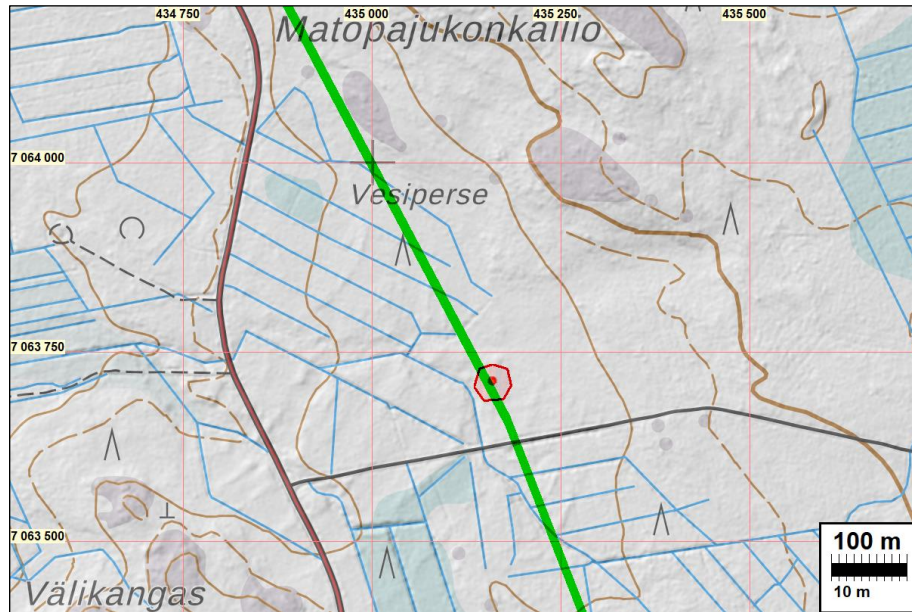 434 750
435 000
435 250
435 500
Matopajukonkallio
7 064 000
Vesiperse
7 063 750
7 063 500
Välikangas
100 m
10 m